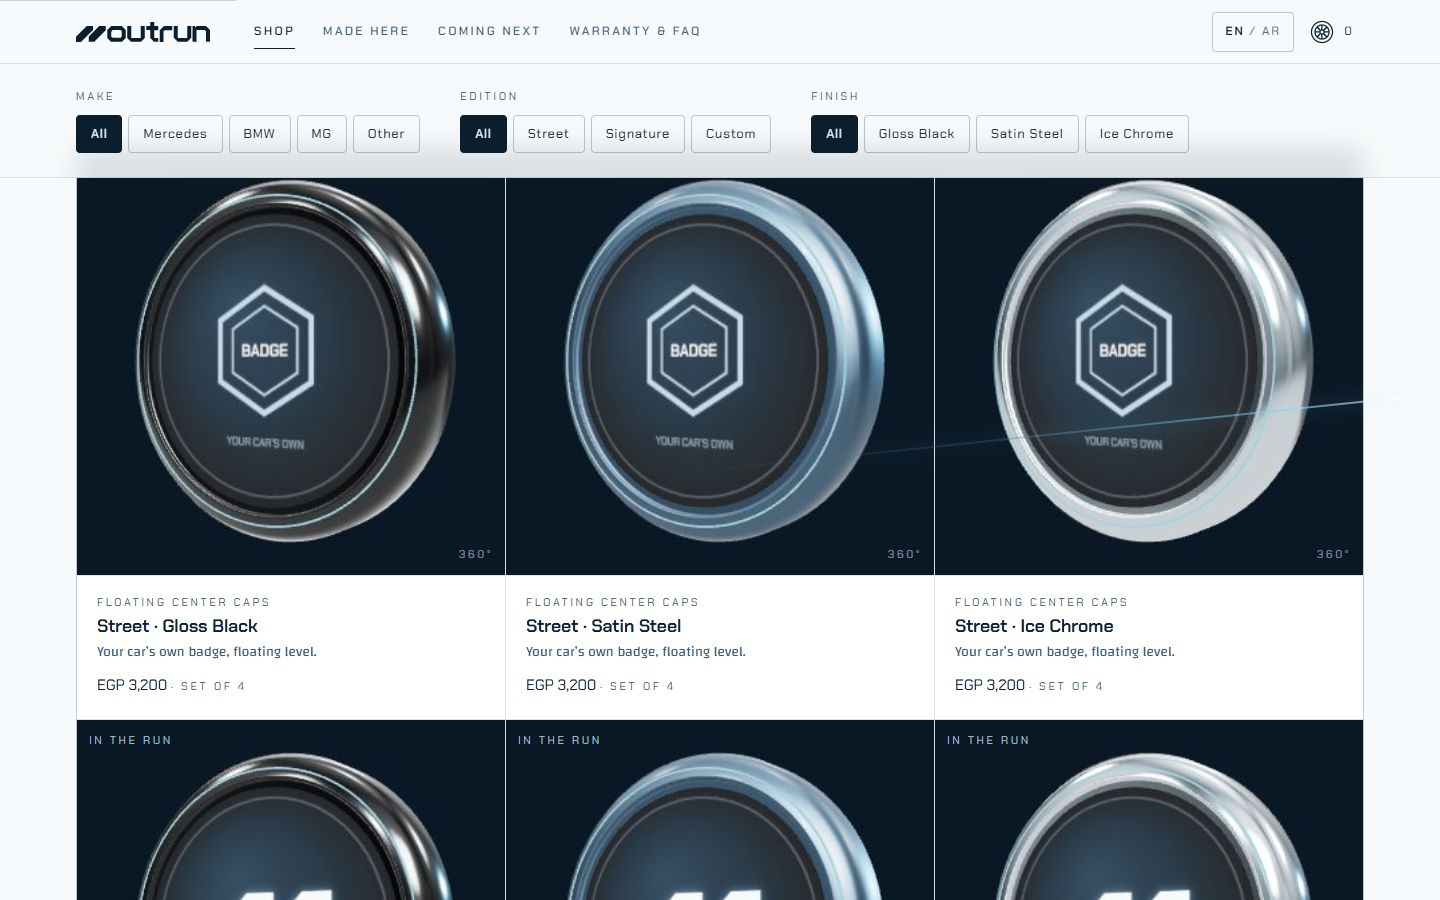 outrun SHOP MADE HERE COMING NEXT WARRANTY & FAQ EN / AR 0
MAKE EDITION FINISH
All Mercedes BMW MG Other All Street Signature Custom All Gloss Black Satin Steel Ice Chrome
BADGE BADGE BADGE
YOUR CAR'S OWN YOUR CAR'S OWN YOUR CAR'S OWN
360° 360° 360°
FLOATING CENTER CAPS FLOATING CENTER CAPS FLOATING CENTER CAPS
Street · Gloss Black Street · Satin Steel Street · Ice Chrome
Your car's own badge, floating level. Your car's own badge, floating level. Your car's own badge, floating level.
EGP 3,200 · SET OF 4 EGP 3,200 · SET OF 4 EGP 3,200 · SET OF 4
IN THE RUN IN THE RUN IN THE RUN